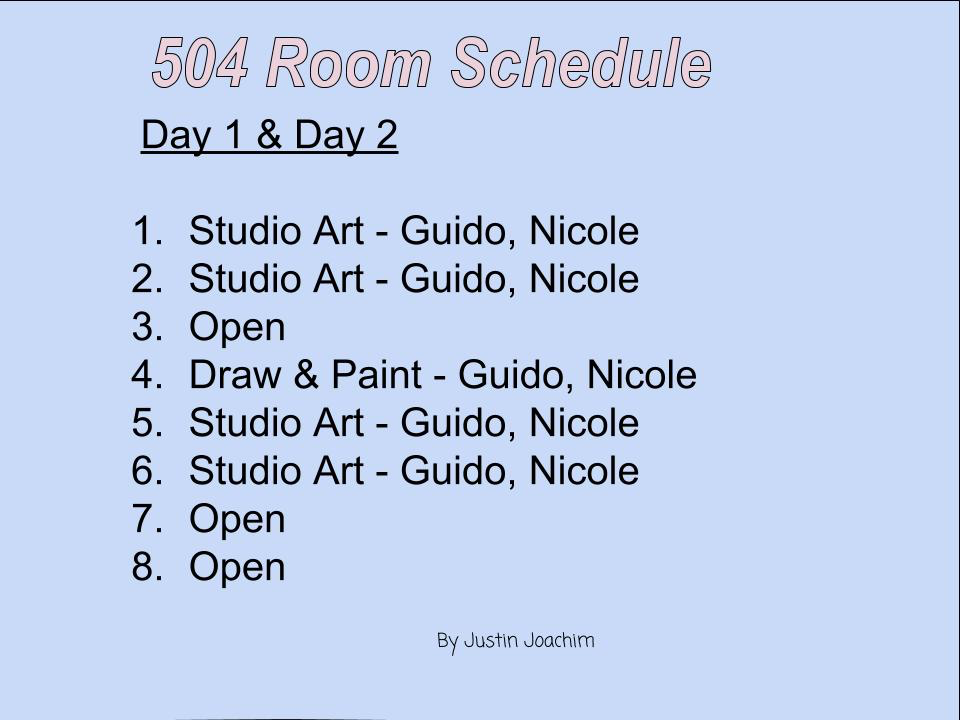 504 Room Schedule
Day 1 & Day 2
1. Studio Art - Guido, Nicole
2. Studio Art - Guido, Nicole
3. Open
4. Draw & Paint - Guido, Nicole
5. Studio Art - Guido, Nicole
6. Studio Art - Guido, Nicole
7. Open
8. Open
By Justin Joachim